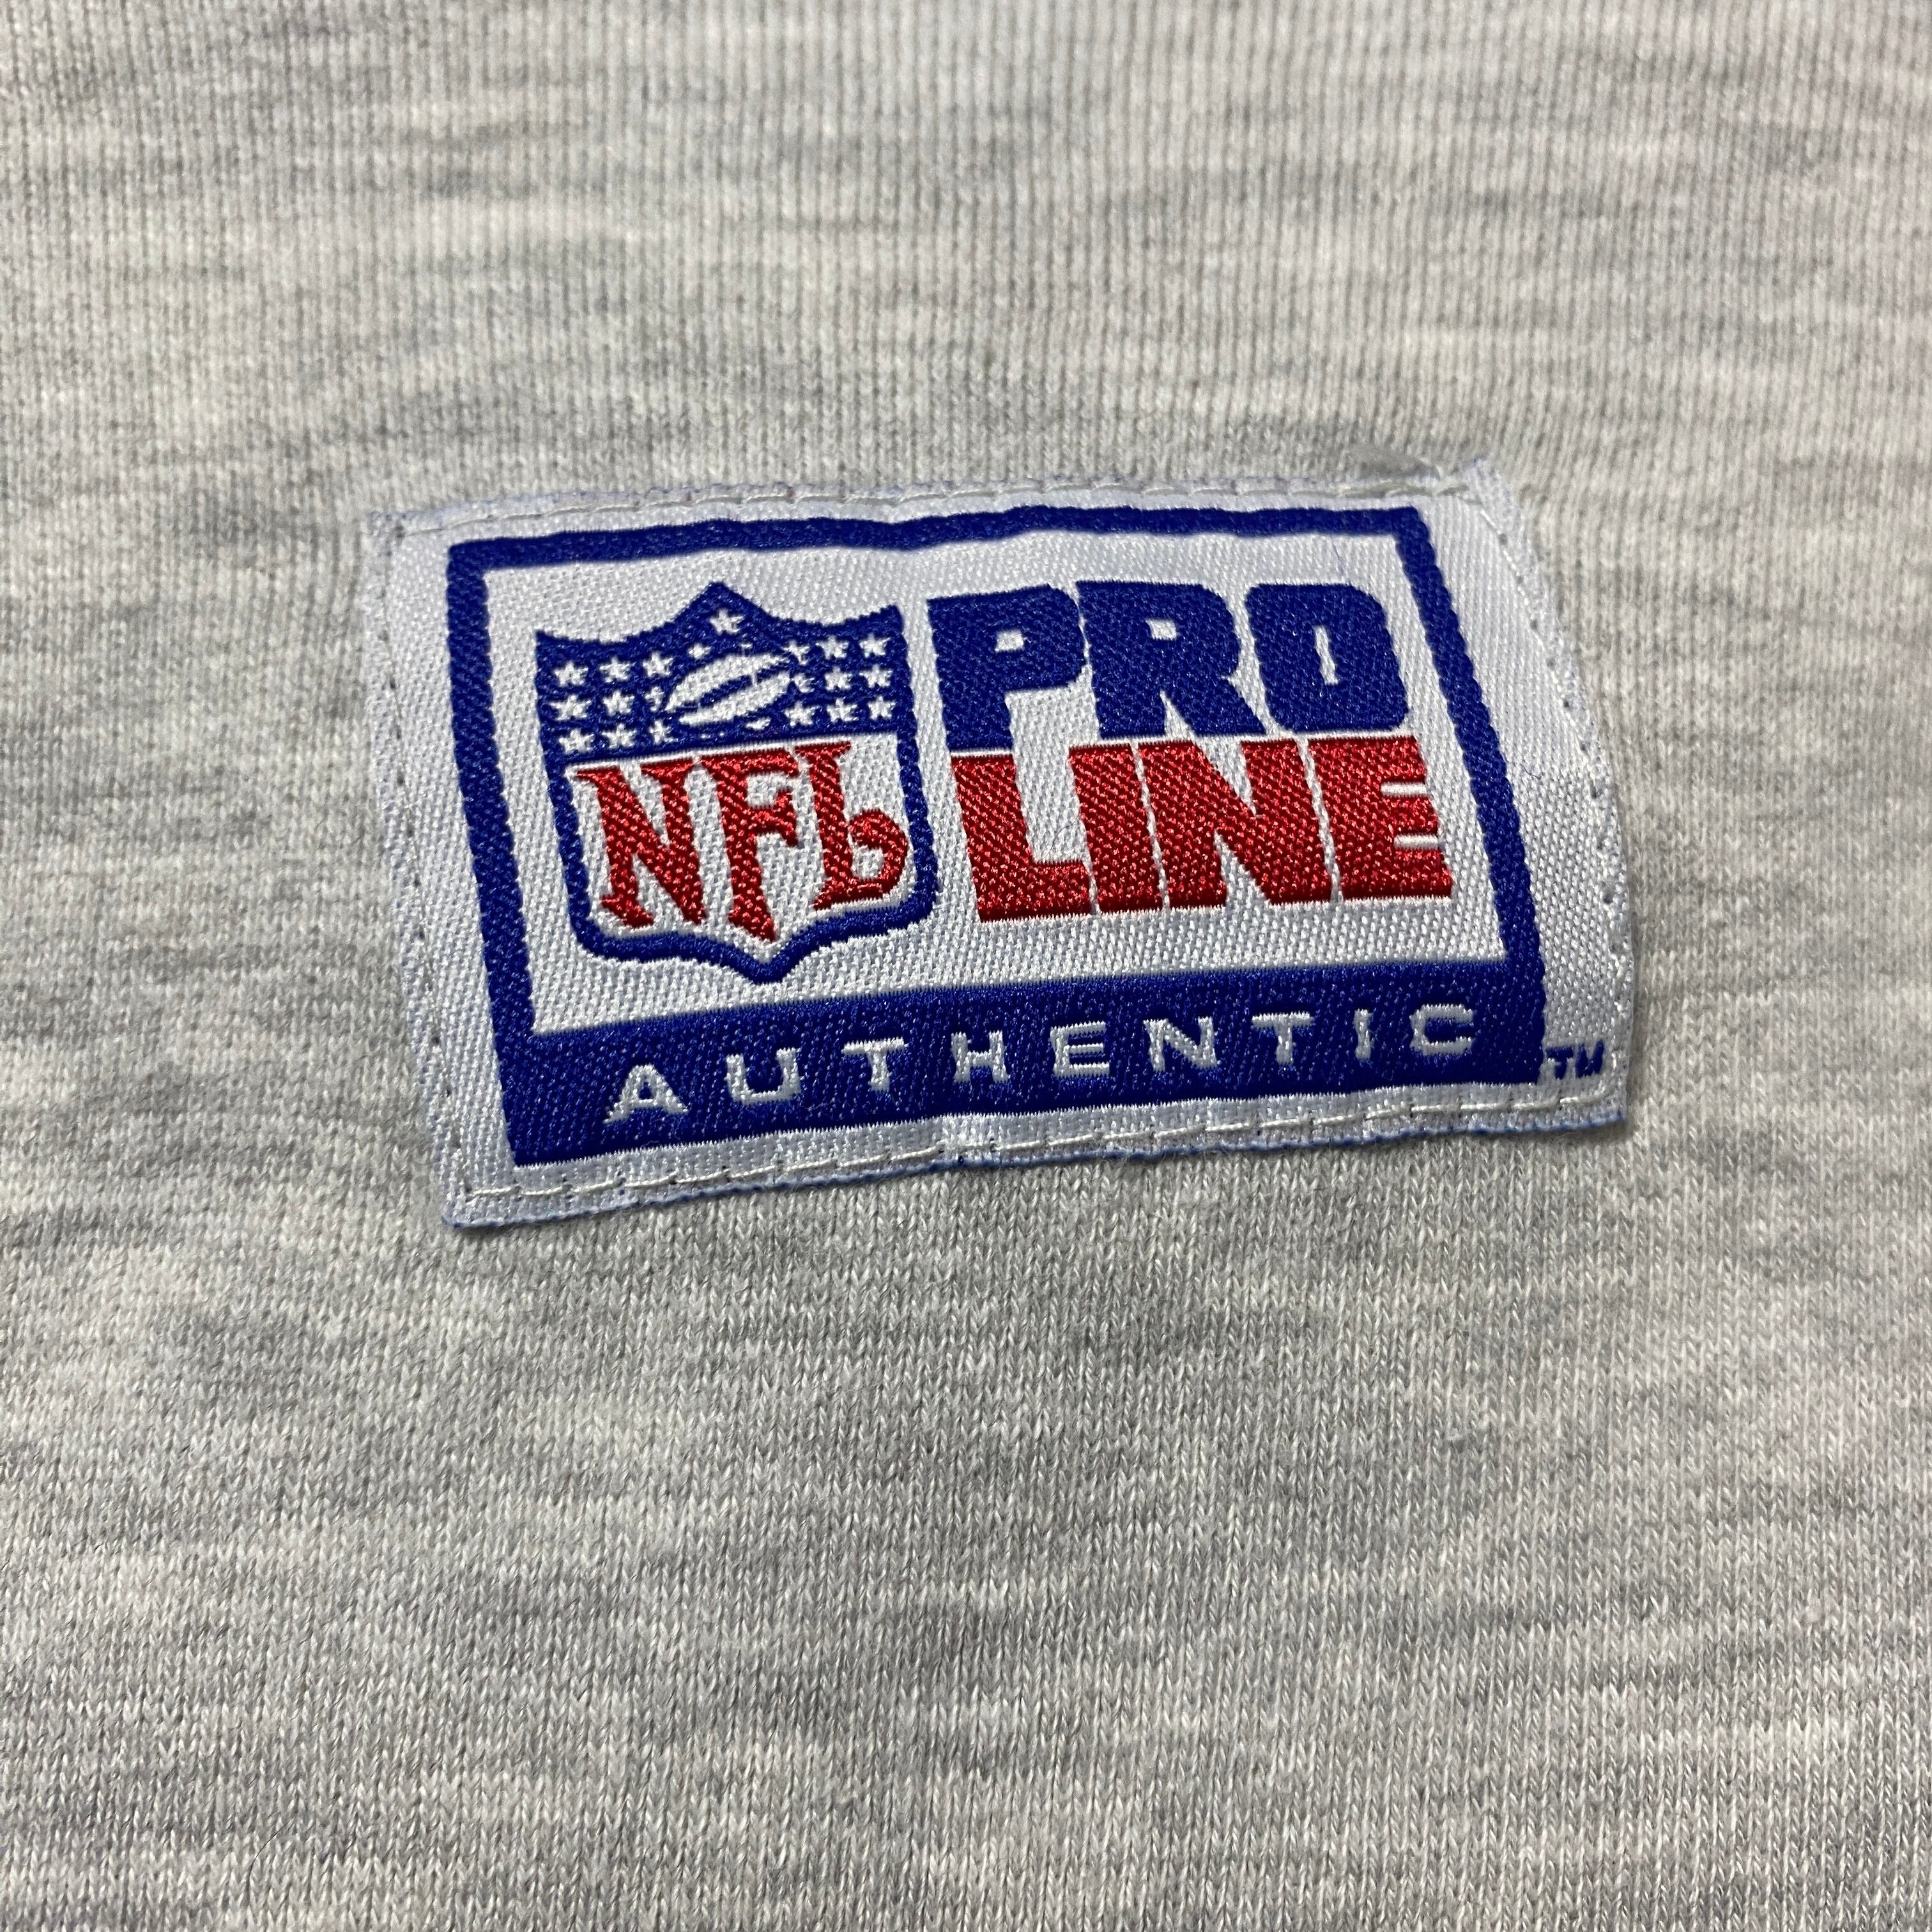 NFL
PRO
LINE
AUTHENTIC
TM